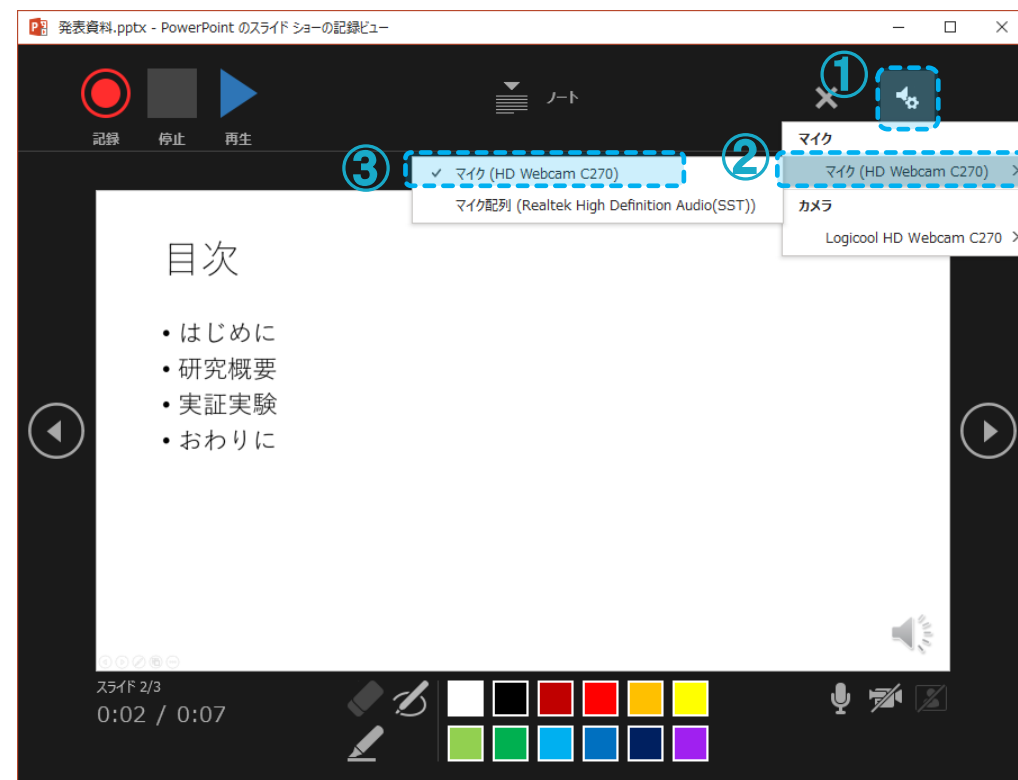 発表資料.pptx - PowerPoint のスライド ショーの記録ビュー
①
記録
停止
再生
ノート
マイク
②
マイク (HD Webcam C270)
③
マイク (HD Webcam C270)
マイク配列 (Realtek High Definition Audio(SST))
カメラ
Logicool HD Webcam C270
目次
• はじめに
• 研究概要
• 実証実験
• おわりに
スライド 2/3
0:02 / 0:07